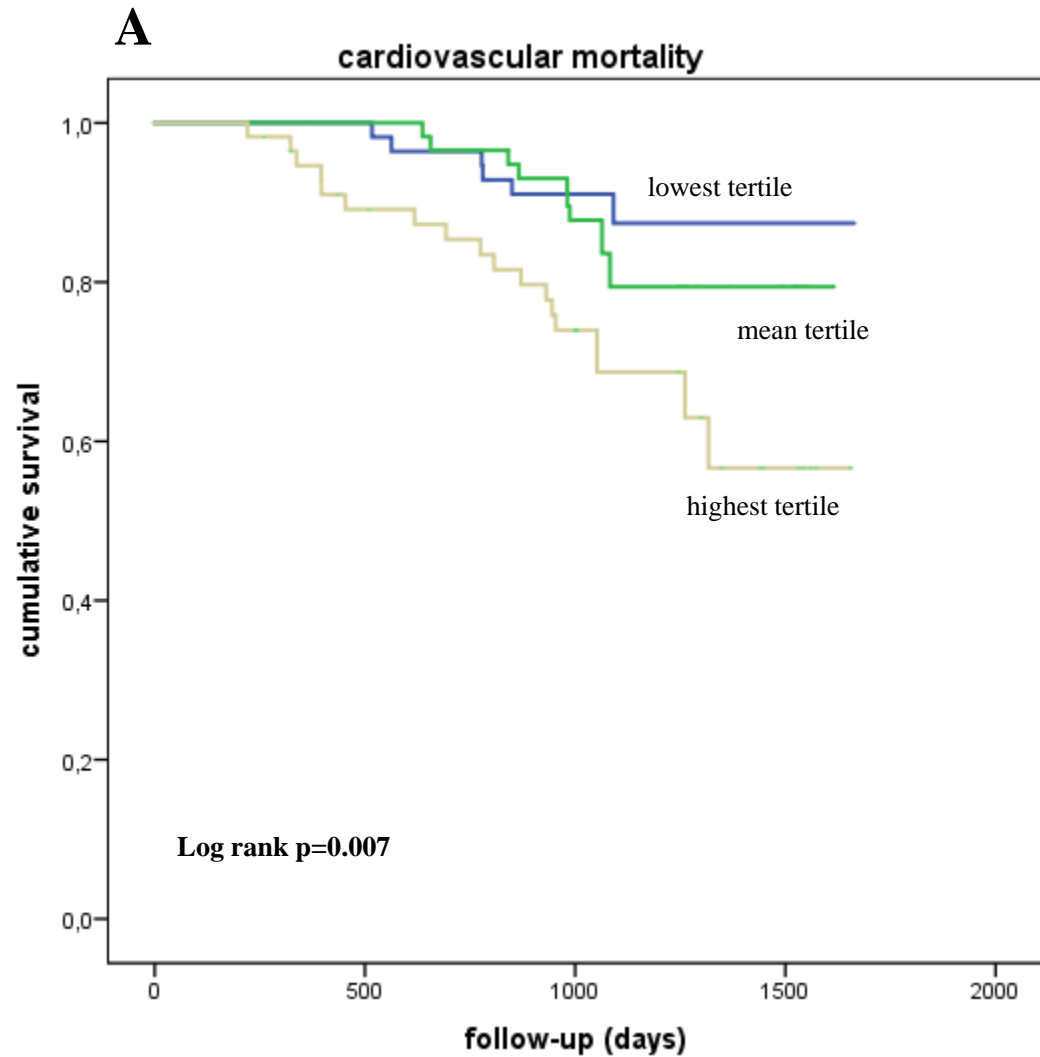 A
cardiovascular mortality
1,0
0,8
0,6
0,4
0,2
0,0
cumulative survival
lowest tertile
mean tertile
highest tertile
Log rank p=0.007
0 500 1000 1500 2000
follow-up (days)